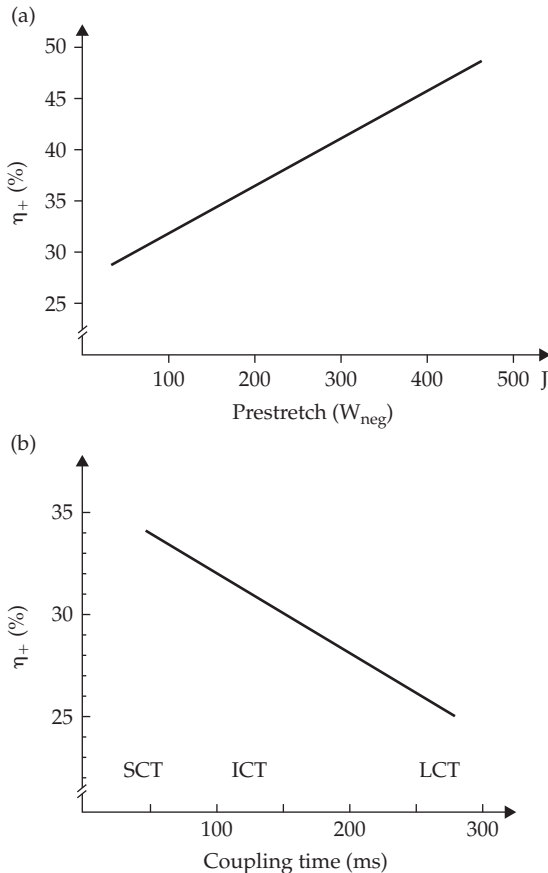 (a)
50
45
40
35
30
25
η+ (%)
100 200 300 400 500 J
Prestretch (Wneg)
(b)
35
30
25
η+ (%)
SCT ICT LCT
100 200 300
Coupling time (ms)